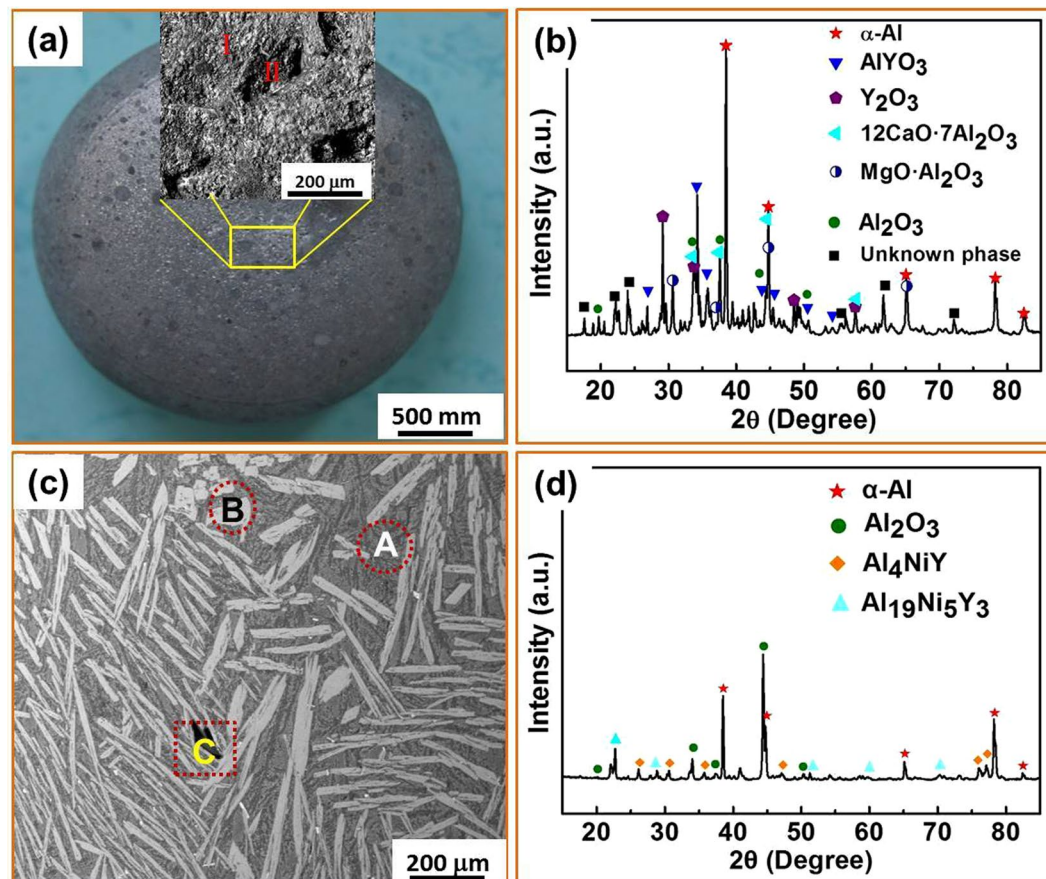 (a)
I
II
200 μm
500 mm
(b)
Intensity (a.u.)
α-Al
AlYO₃
Y₂O₃
12CaO·7Al₂O₃
MgO·Al₂O₃
Al₂O₃
Unknown phase
20 30 40 50 60 70 80
2θ (Degree)
(c)
B
A
C
200 μm
(d)
Intensity (a.u.)
α-Al
Al₂O₃
Al₄NiY
Al₁₉Ni₅Y₃
20 30 40 50 60 70 80
2θ (Degree)